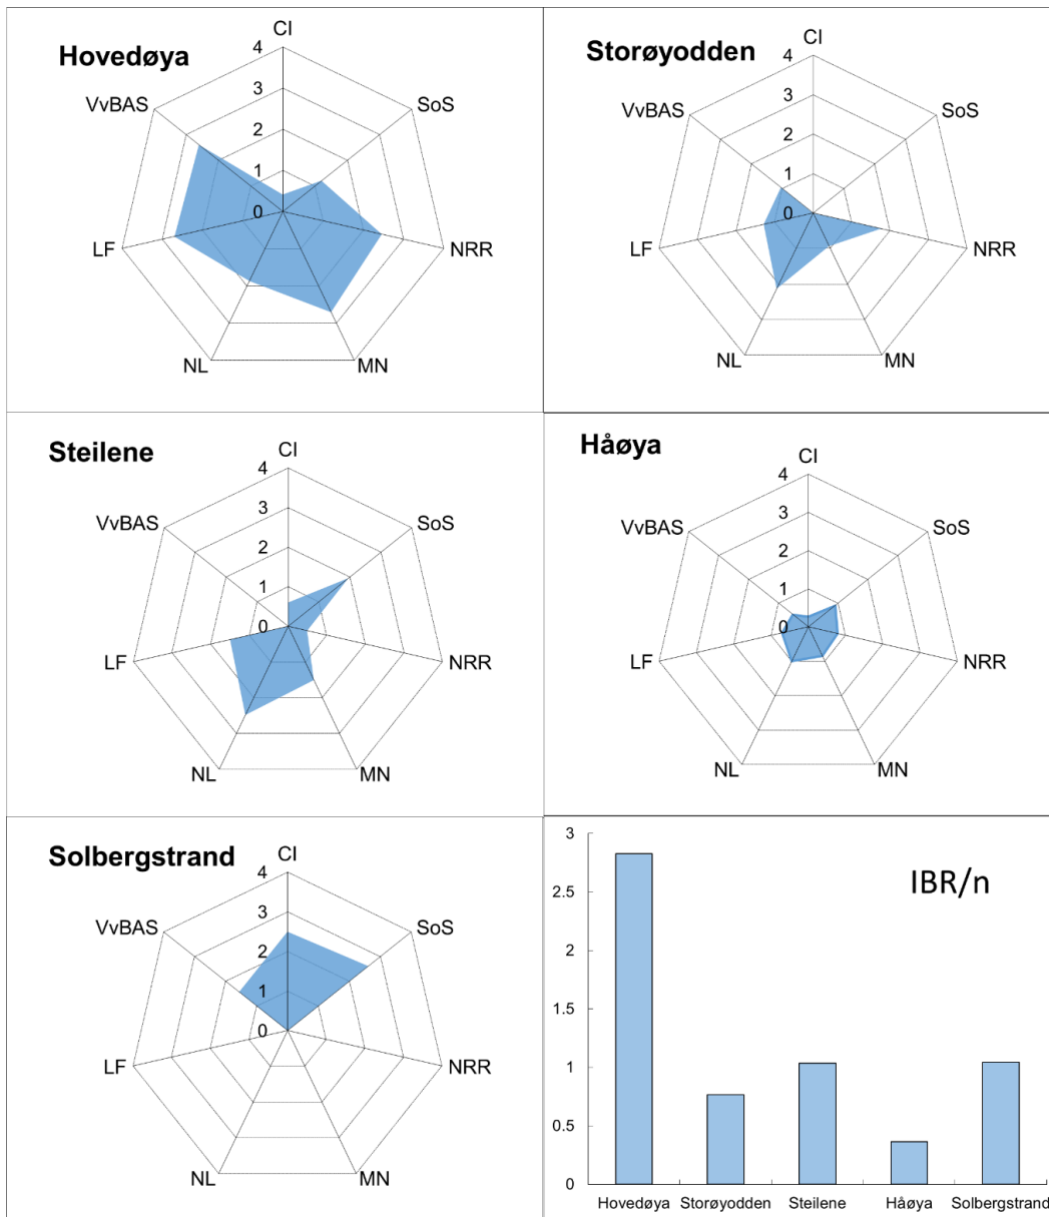 Hovedøya
CI
4
3
2
1
0
SoS
NRR
MN
NL
LF
VvBAS
Storøyodden
CI
4
3
2
1
0
SoS
NRR
MN
NL
LF
VvBAS
Steilene
CI
4
3
2
1
0
SoS
NRR
MN
NL
LF
VvBAS
Håøya
CI
4
3
2
1
0
SoS
NRR
MN
NL
LF
VvBAS
Solbergstrand
CI
4
3
2
1
0
SoS
NRR
MN
NL
LF
VvBAS
IBR/n
3
2.5
2
1.5
1
0.5
0
Hovedøya Storøyodden Steilene Håøya Solbergstrand